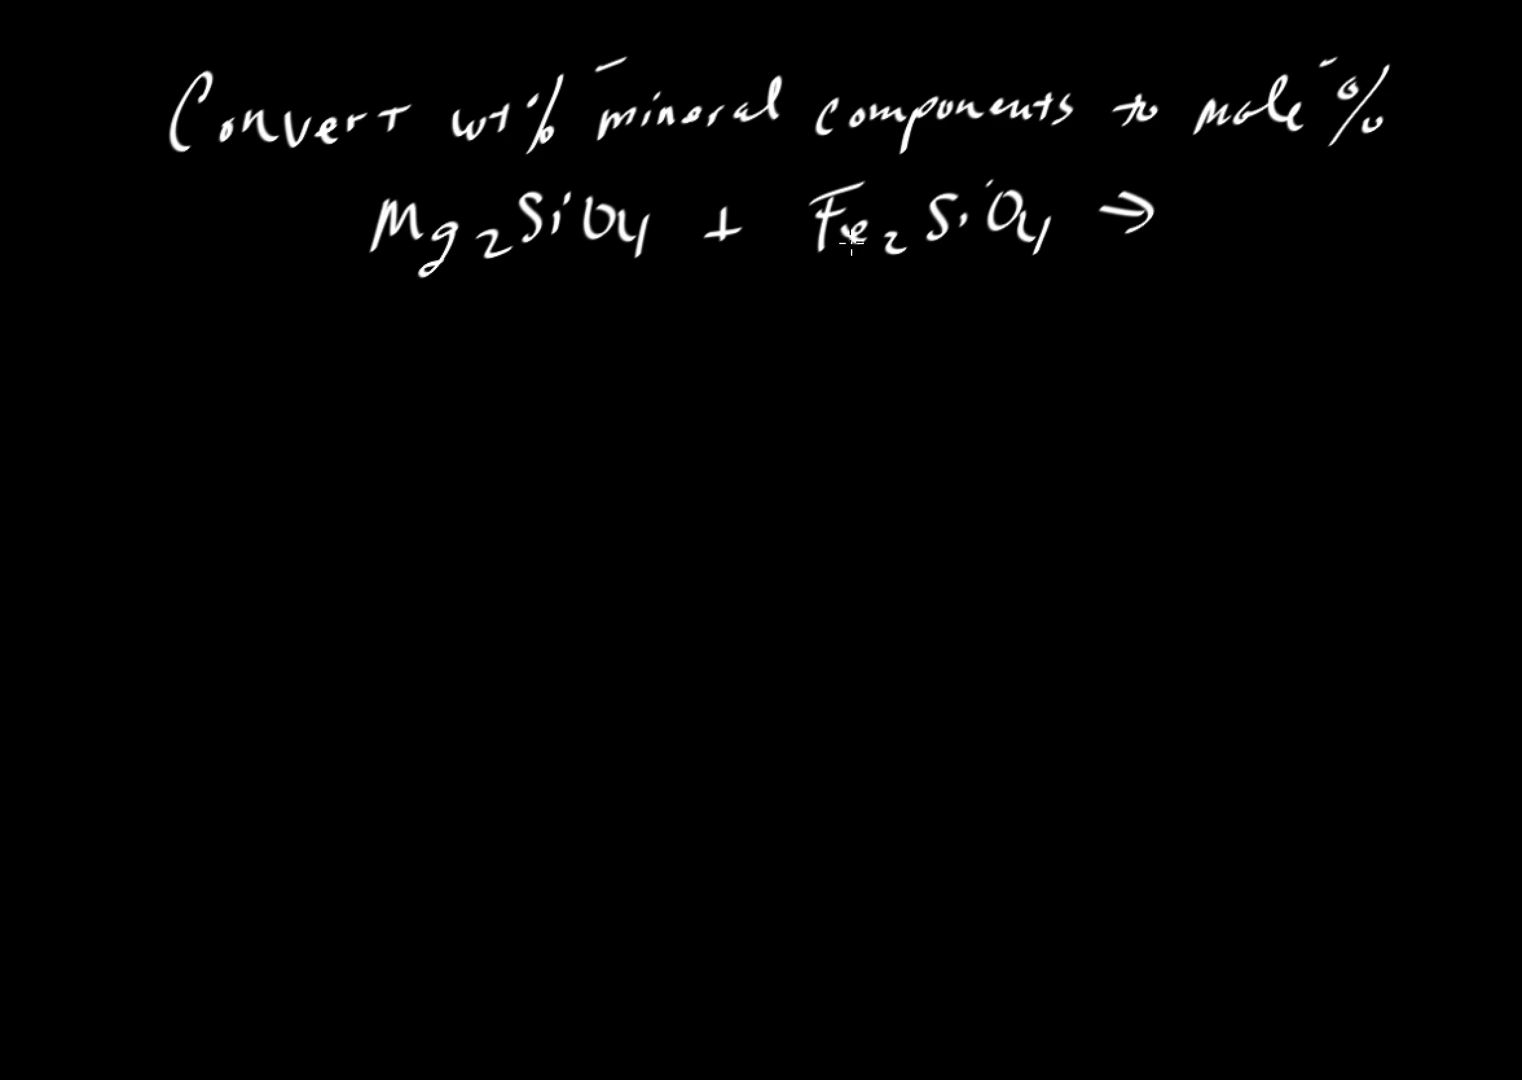 Convert wt% mineral components to mole %
Mg₂SiO₄ + Fe₂SiO₄ →